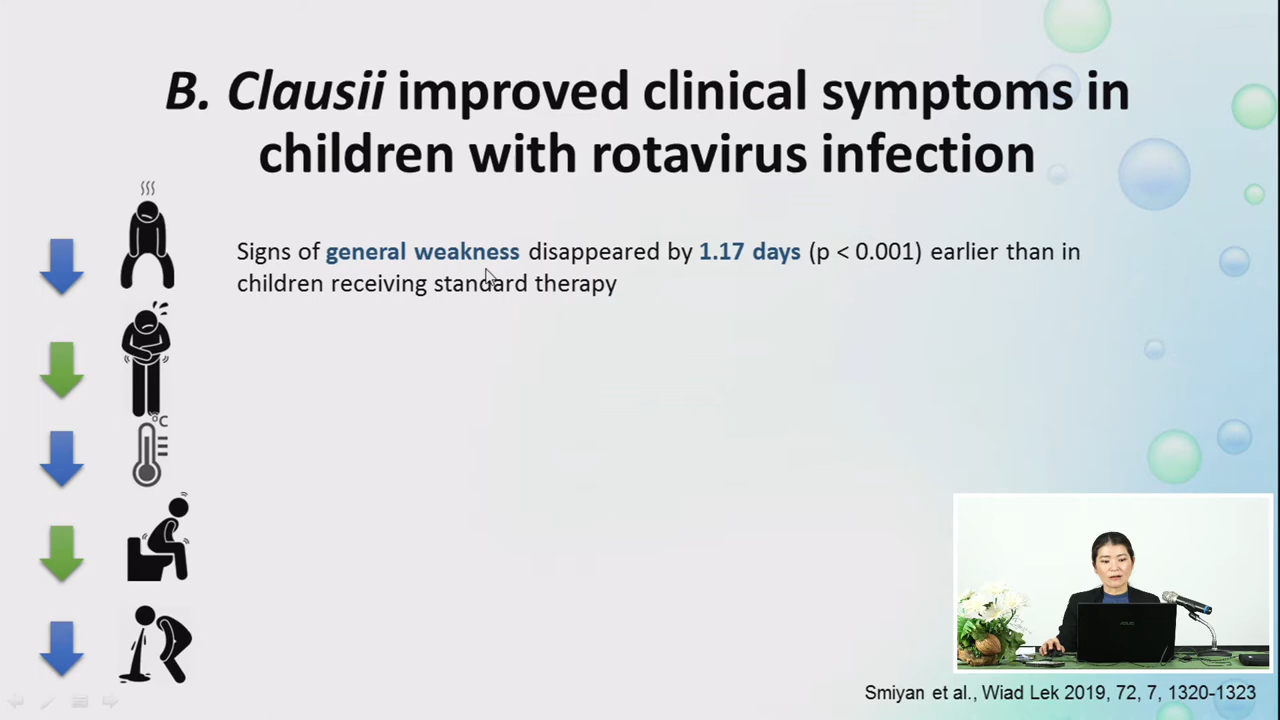 B. Clausii improved clinical symptoms in
children with rotavirus infection
Signs of general weakness disappeared by 1.17 days (p < 0.001) earlier than in
children receiving standard therapy
°C
ASUS
Smiyan et al., Wiad Lek 2019, 72, 7, 1320-1323